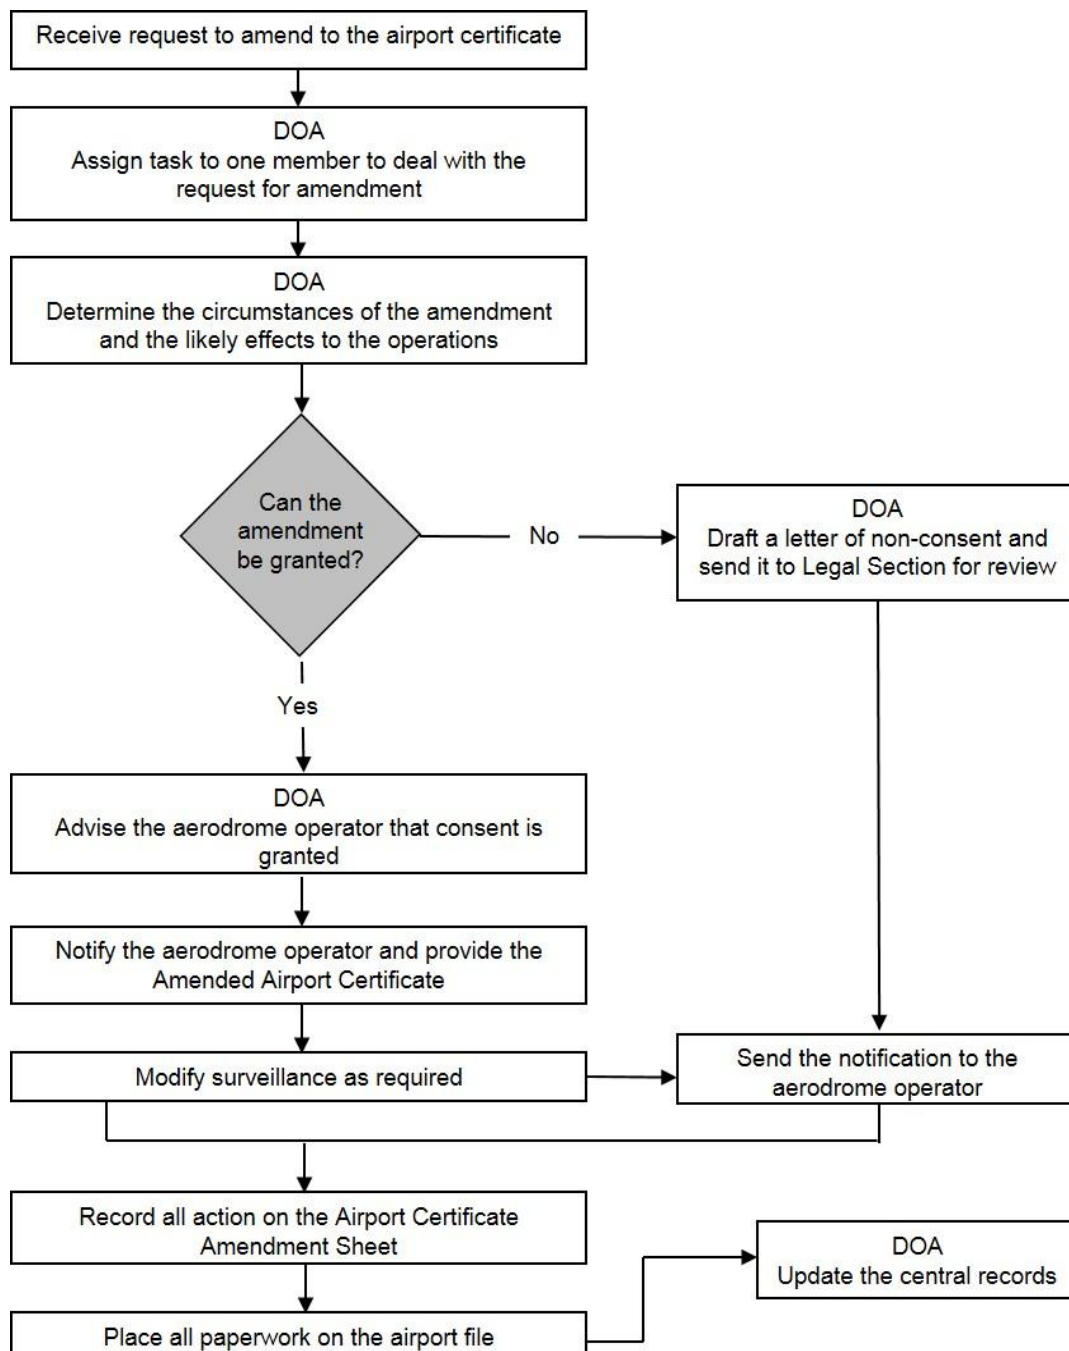 Receive request to amend to the airport certificate
DOA
Assign task to one member to deal with the
request for amendment
DOA
Determine the circumstances of the amendment
and the likely effects to the operations
Can the
amendment
be granted?
No
DOA
Draft a letter of non-consent and
send it to Legal Section for review
Yes
DOA
Advise the aerodrome operator that consent is
granted
Notify the aerodrome operator and provide the
Amended Airport Certificate
Modify surveillance as required
Send the notification to the
aerodrome operator
Record all action on the Airport Certificate
Amendment Sheet
DOA
Update the central records
Place all paperwork on the airport file